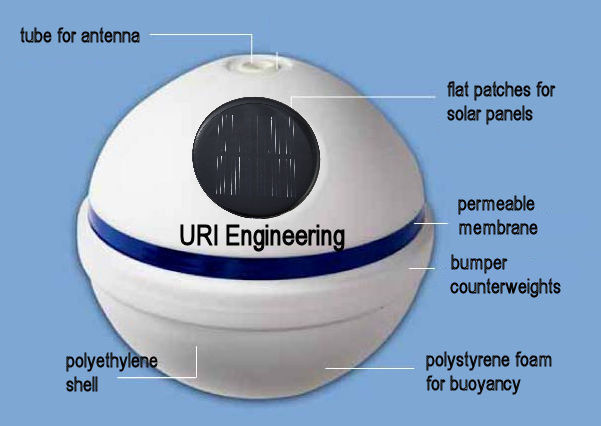 tube for antenna
flat patches for
solar panels
permeable
membrane
URI Engineering
bumper
counterweights
polyethylene
shell
polystyrene foam
for buoyancy